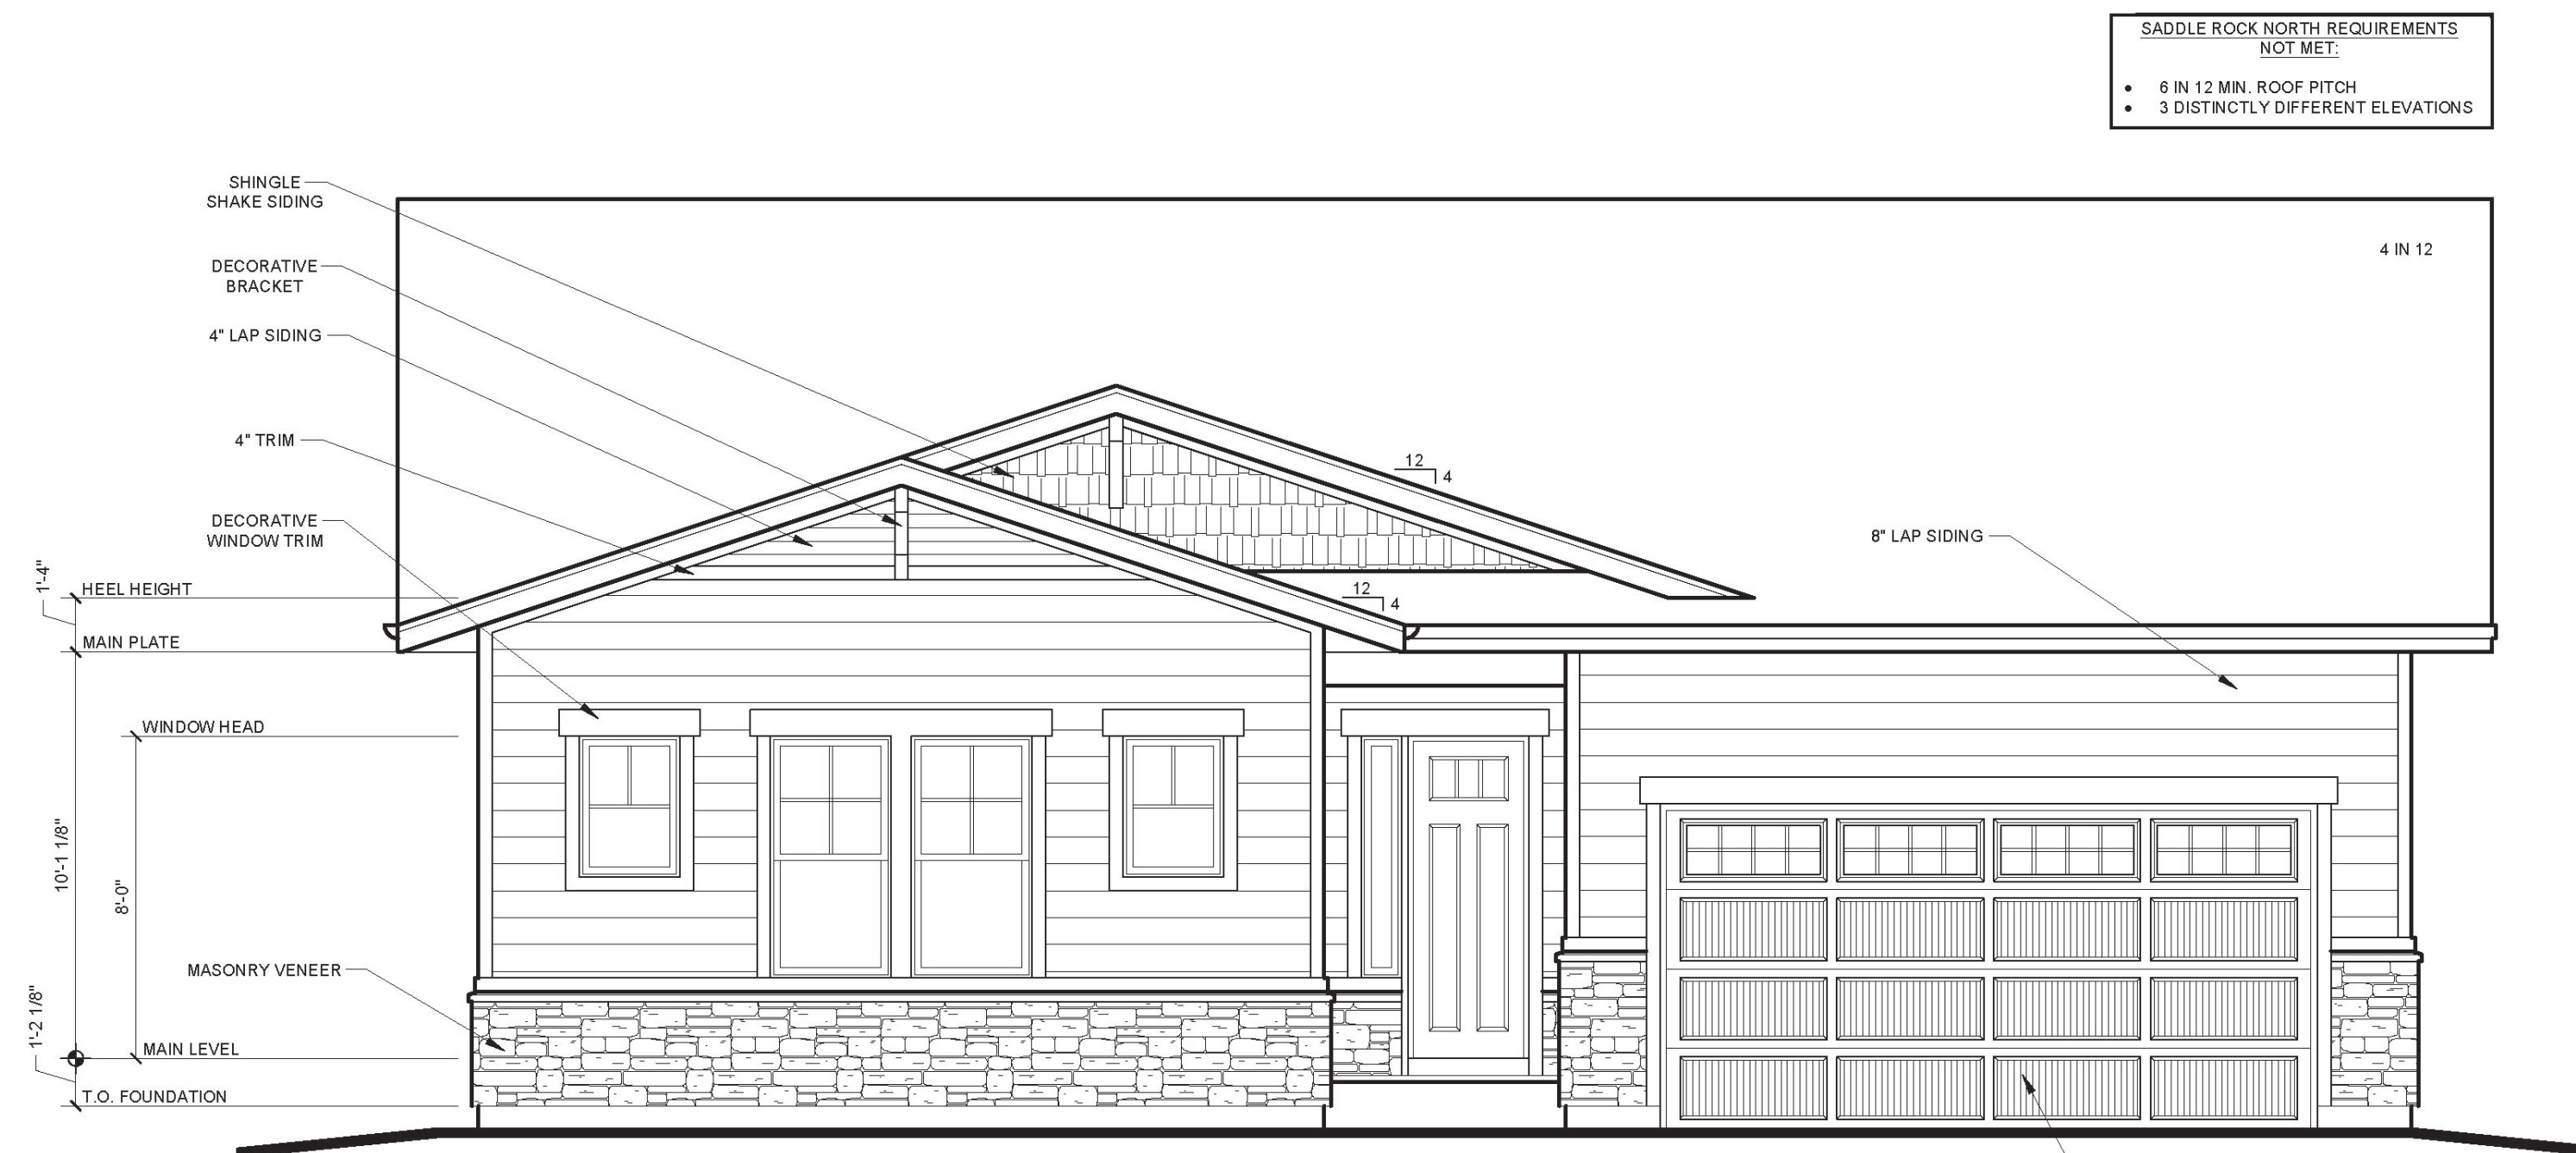 SADDLE ROCK NORTH REQUIREMENTS
NOT MET:
• 6 IN 12 MIN. ROOF PITCH
• 3 DISTINCTLY DIFFERENT ELEVATIONS
SHINGLE
SHAKE SIDING
4 IN 12
DECORATIVE
BRACKET
4" LAP SIDING
4" TRIM
12
4
DECORATIVE
WINDOW TRIM
8" LAP SIDING
1'-4"
HEEL HEIGHT
12
4
MAIN PLATE
WINDOW HEAD
10'-1 1/8"
8'-0"
MASONRY VENEER
1'-2 1/8"
MAIN LEVEL
T.O. FOUNDATION